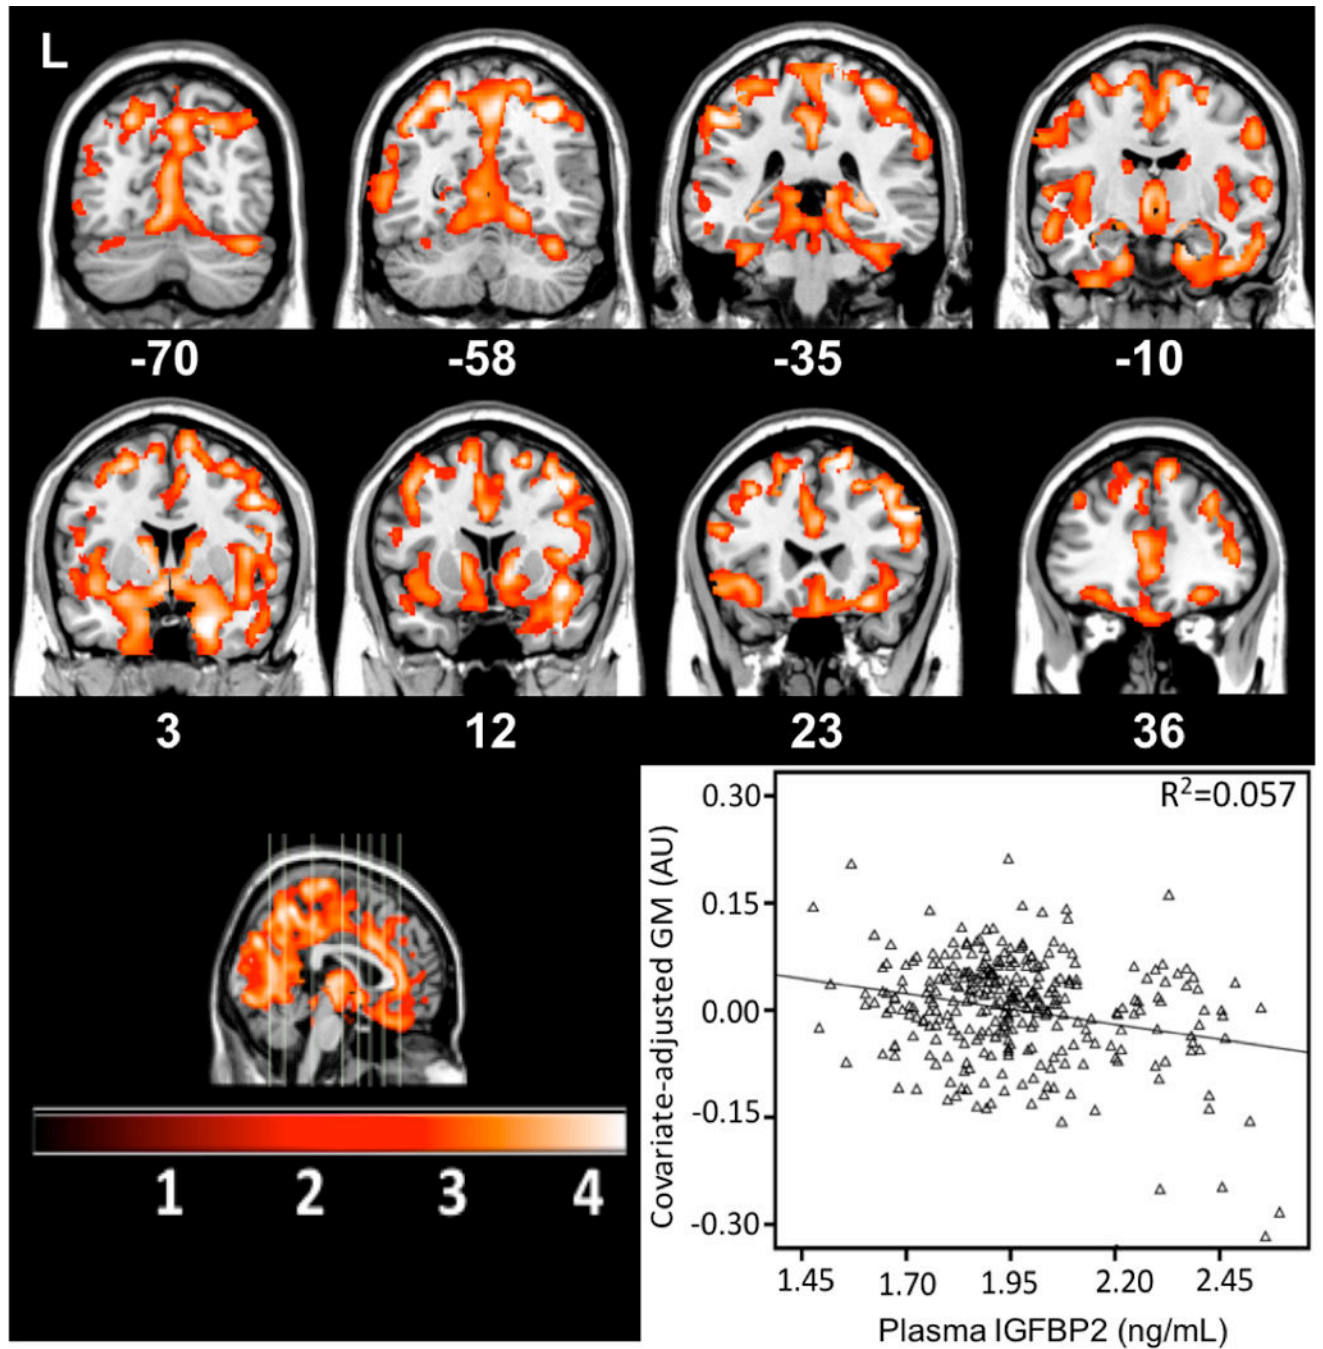 L
-70 -58 -35 -10
3 12 23 36
1 2 3 4
R²=0.057
Covariate-adjusted GM (AU)
0.30
0.15
0.00
-0.15
-0.30
1.45 1.70 1.95 2.20 2.45
Plasma IGFBP2 (ng/mL)